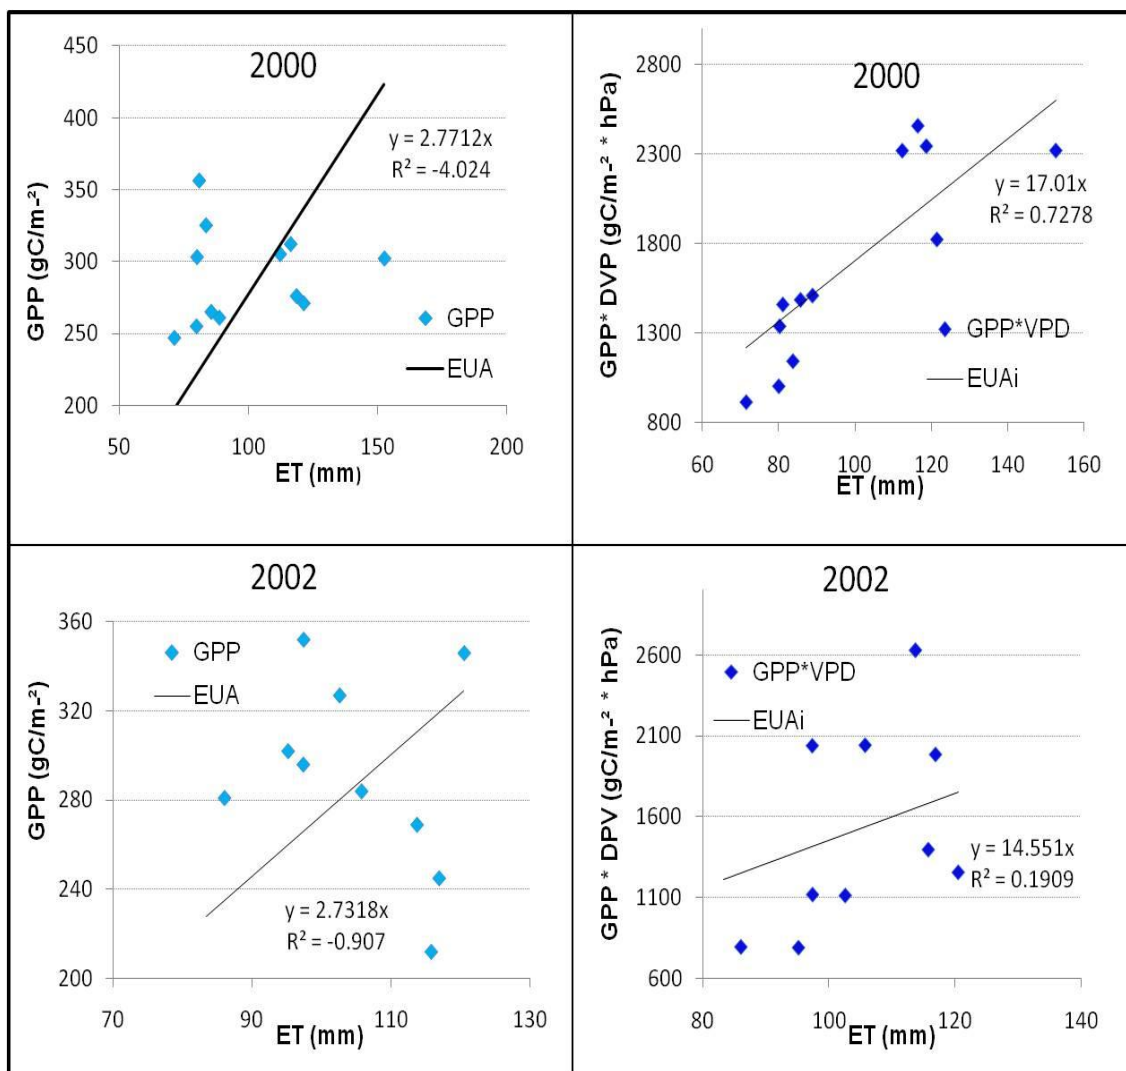 2000
GPP (gC/m-²)
450
400
350
300
250
200
y = 2.7712x
R² = -4.024
GPP
EUA
50 100 150 200
ET (mm)
2000
GPP* DVP (gC/m-² * hPa)
2800
2300
1800
1300
800
y = 17.01x
R² = 0.7278
GPP*VPD
EUAi
60 80 100 120 140 160
ET (mm)
2002
GPP (gC/m-²)
360
320
280
240
200
GPP
EUA
y = 2.7318x
R² = -0.907
70 90 110 130
ET (mm)
2002
GPP * DPV (gC/m-² * hPa)
2600
2100
1600
1100
600
GPP*VPD
EUAi
y = 14.551x
R² = 0.1909
80 100 120 140
ET (mm)